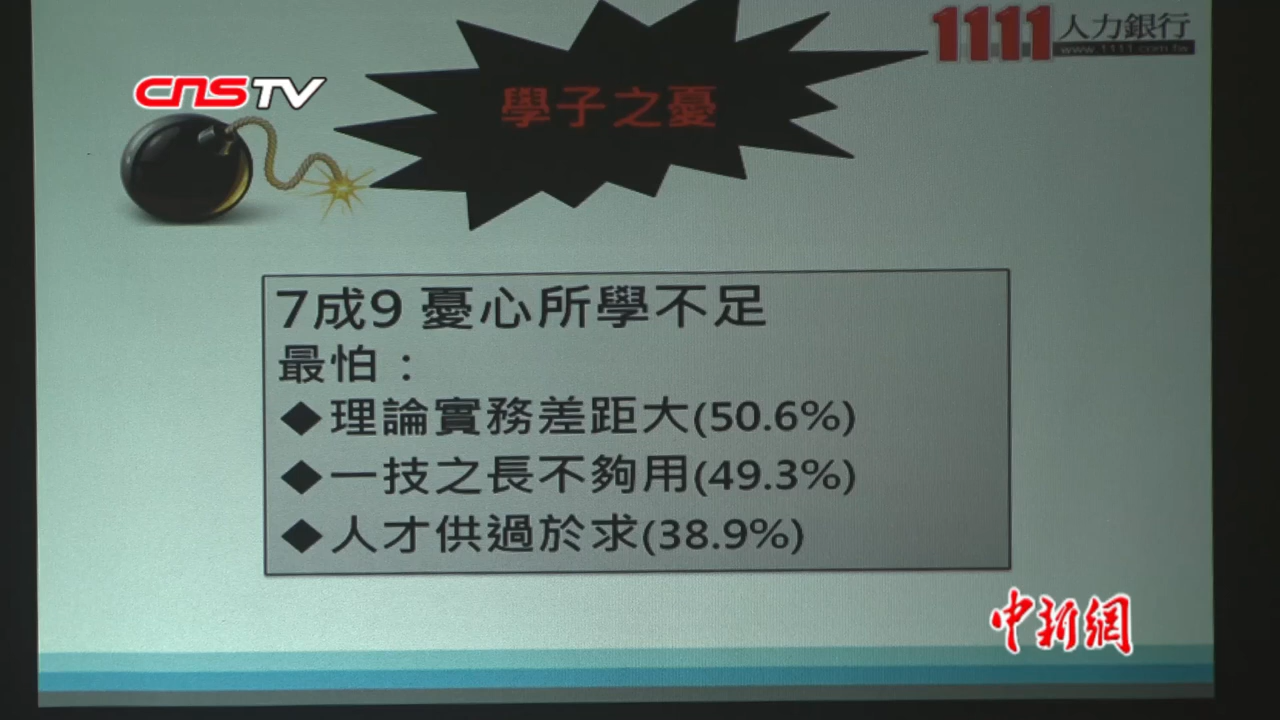 1111人力銀行
www.1111.com.tw
CNSTV
學子之憂
7成9 憂心所學不足
最怕：
◆理論實務差距大(50.6%)
◆一技之長不夠用(49.3%)
◆人才供過於求(38.9%)
中新網